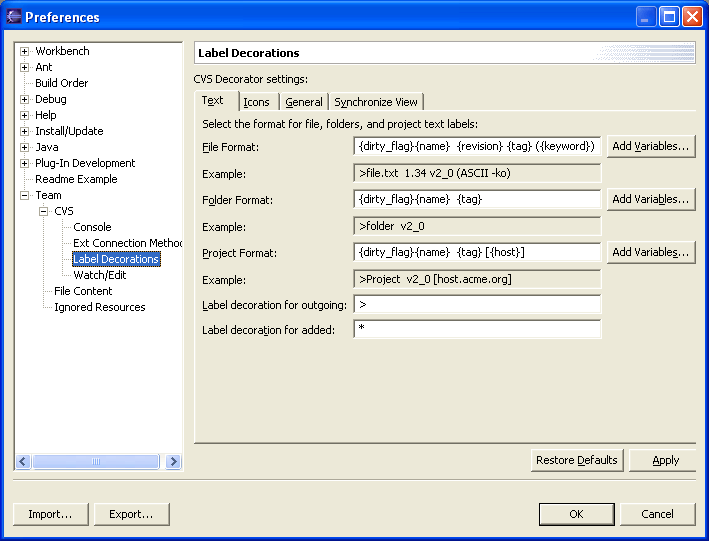 Preferences
Workbench
Ant
Build Order
Debug
Help
Install/Update
Java
Plug-In Development
Readme Example
Team
CVS
Console
Ext Connection Method
Label Decorations
Watch/Edit
File Content
Ignored Resources
Label Decorations
CVS Decorator settings:
Text Icons General Synchronize View
Select the format for file, folders, and project text labels:
File Format: {dirty_flag}{name}  {revision} {tag} ({keyword}) Add Variables...
Example: >file.txt  1.34 v2_0 (ASCII -ko)
Folder Format: {dirty_flag}{name}  {tag} Add Variables...
Example: >folder  v2_0
Project Format: {dirty_flag}{name}  {tag} [{host}] Add Variables...
Example: >Project  v2_0 [host.acme.org]
Label decoration for outgoing: >
Label decoration for added: *
Restore Defaults Apply
Import... Export... OK Cancel